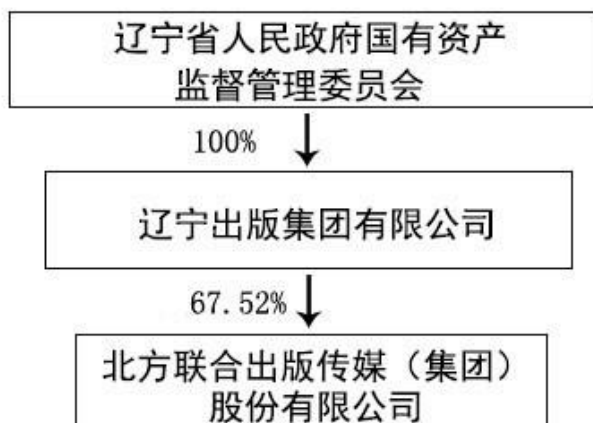 辽宁省人民政府国有资产
监督管理委员会
100%
辽宁出版集团有限公司
67.52%
北方联合出版传媒（集团）
股份有限公司